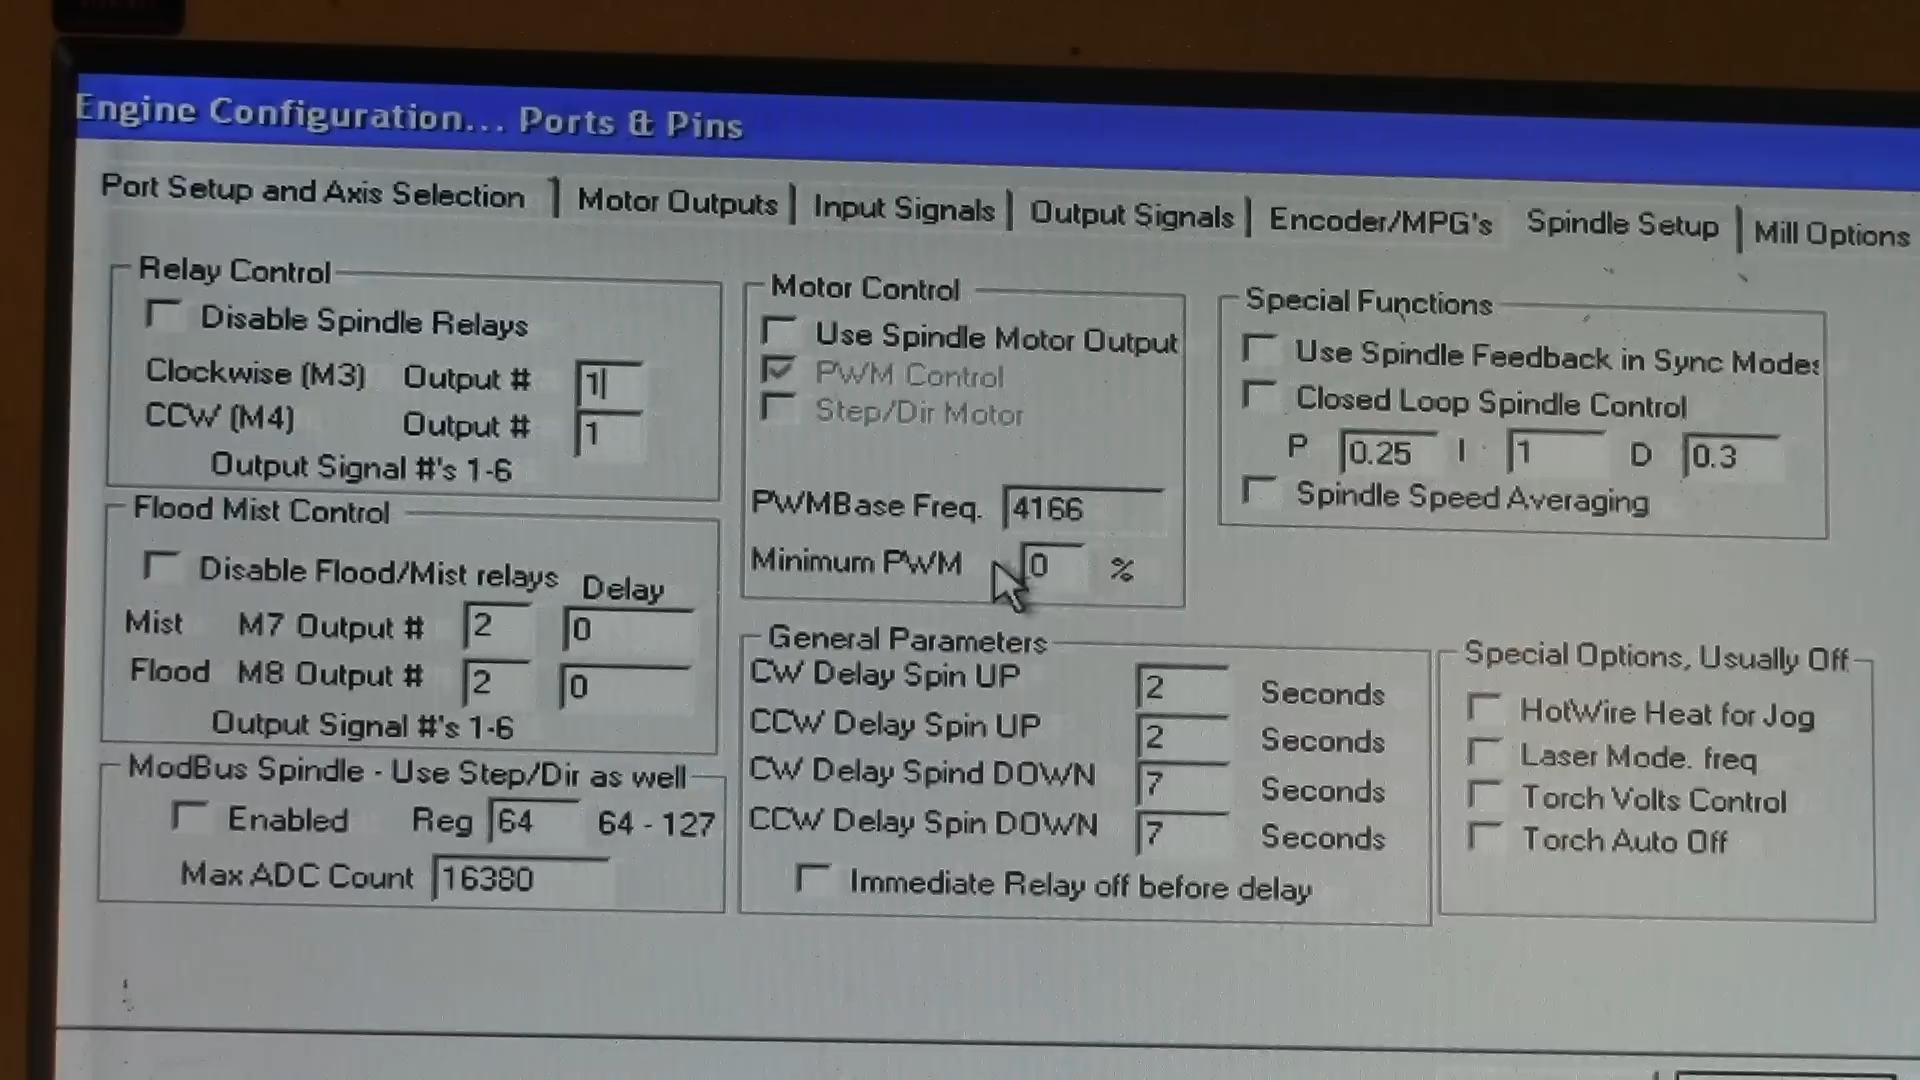 Engine Configuration... Ports & Pins
Port Setup and Axis Selection
Motor Outputs
Input Signals
Output Signals
Encoder/MPG's
Spindle Setup
Mill Options
Relay Control
Disable Spindle Relays
Clockwise (M3) Output # 1
CCW (M4) Output # 1
Output Signal #'s 1-6
Flood Mist Control
Disable Flood/Mist relays Delay
Mist M7 Output # 2 0
Flood M8 Output # 2 0
Output Signal #'s 1-6
ModBus Spindle - Use Step/Dir as well
Enabled Reg 64 64 - 127
Max ADC Count 16380
Motor Control
Use Spindle Motor Output
PWM Control
Step/Dir Motor
PWMBase Freq. 4166
Minimum PWM 0 %
General Parameters
CW Delay Spin UP 2 Seconds
CCW Delay Spin UP 2 Seconds
CW Delay Spind DOWN 7 Seconds
CCW Delay Spin DOWN 7 Seconds
Immediate Relay off before delay
Special Functions
Use Spindle Feedback in Sync Modes
Closed Loop Spindle Control
P 0.25 I 1 D 0.3
Spindle Speed Averaging
Special Options, Usually Off
HotWire Heat for Jog
Laser Mode. freq
Torch Volts Control
Torch Auto Off